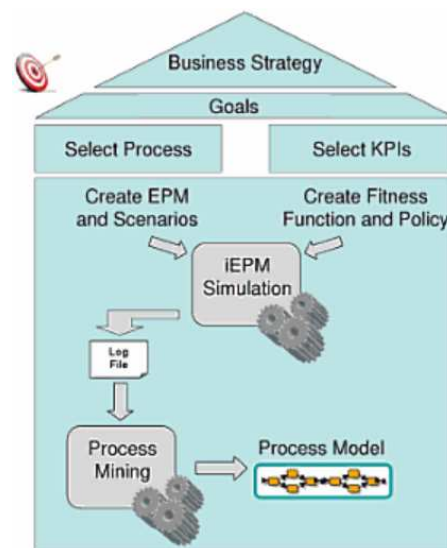 Business Strategy
Goals
Select Process
Select KPIs
Create EPM
and Scenarios
Create Fitness
Function and Policy
iEPM
Simulation
Log
File
Process
Mining
Process Model